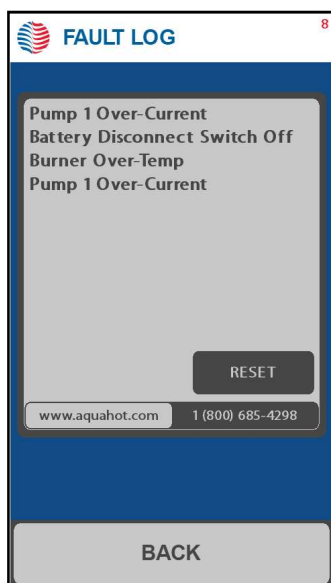 FAULT LOG
8
Pump 1 Over-Current
Battery Disconnect Switch Off
Burner Over-Temp
Pump 1 Over-Current
RESET
www.aquahot.com 1 (800) 685-4298
BACK